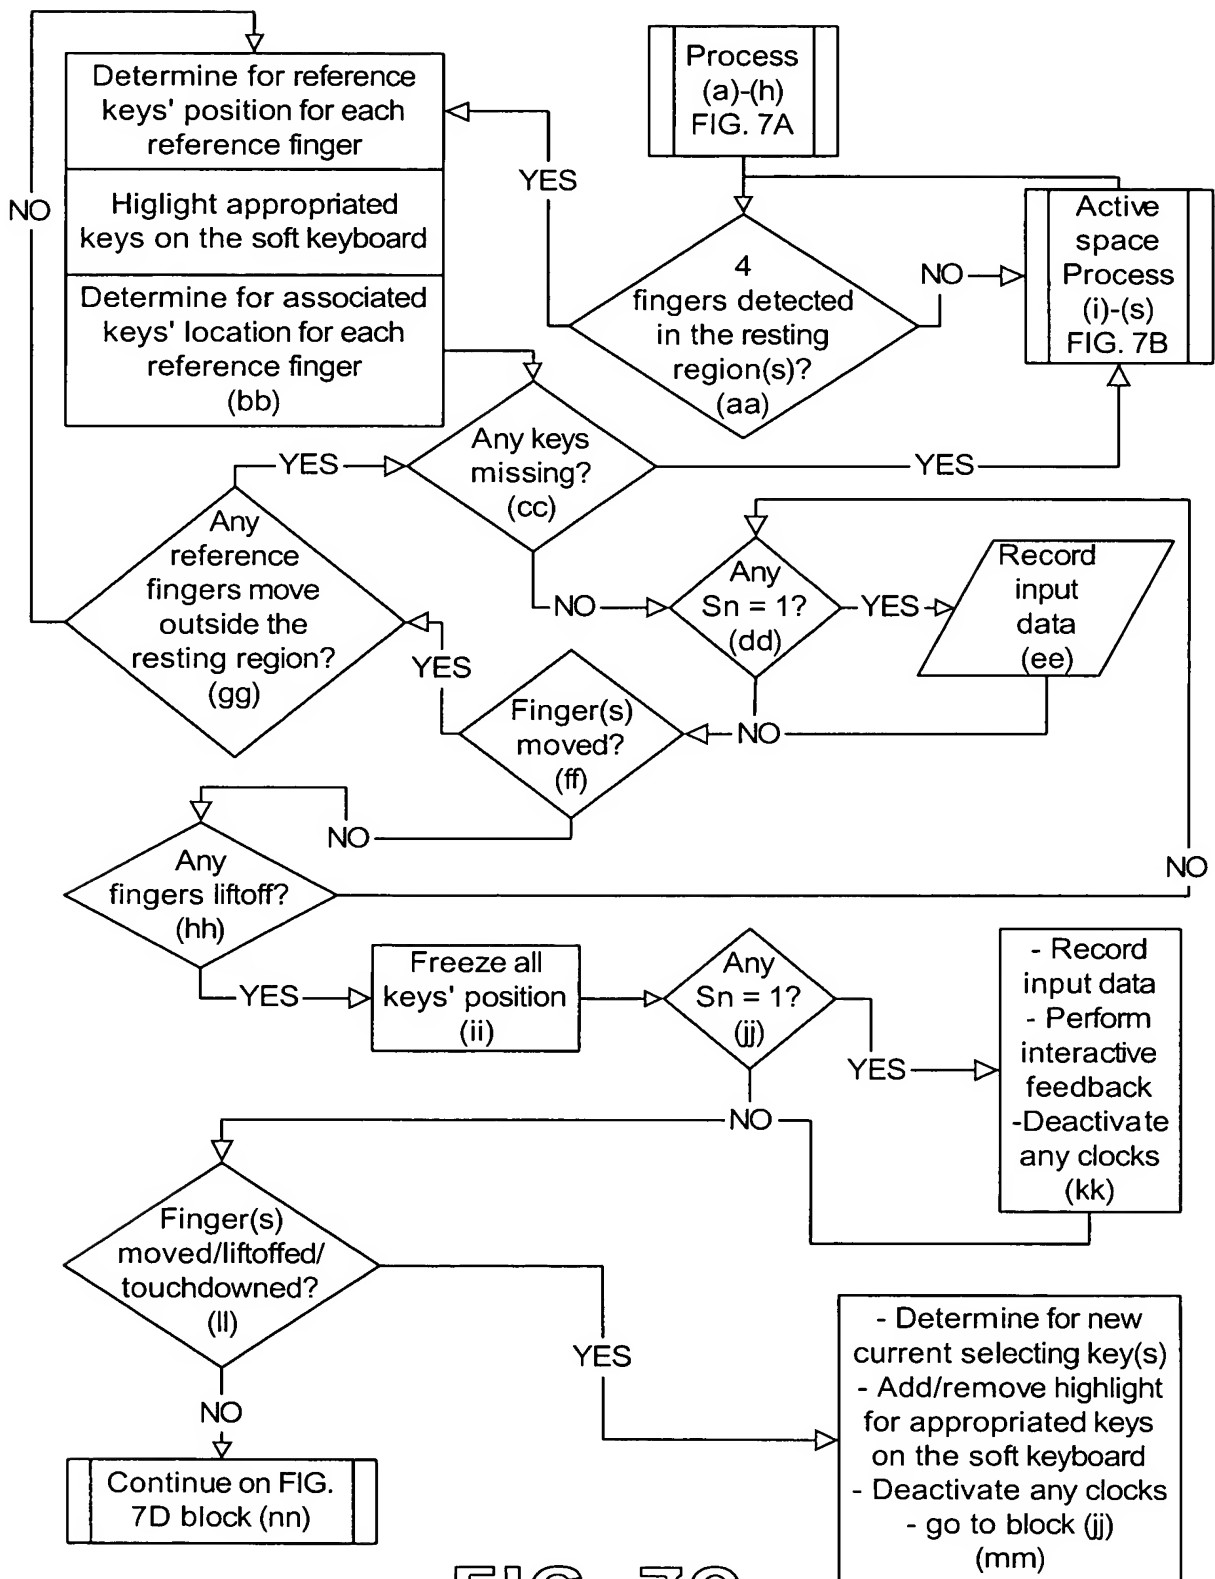 Determine for reference
keys' position for each
reference finger
Higlight appropriated
keys on the soft keyboard
Determine for associated
keys' location for each
reference finger
(bb)
NO
YES
Process
(a)-(h)
FIG. 7A
4
fingers detected
in the resting
region(s)?
(aa)
NO
Active
space
Process
(i)-(s)
FIG. 7B
Any keys
missing?
(cc)
YES
YES
Any
reference
fingers move
outside the
resting region?
(gg)
NO
Any
Sn = 1?
(dd)
YES
Record
input
data
(ee)
YES
Finger(s)
moved?
(ff)
NO
NO
NO
Any
fingers liftoff?
(hh)
YES
Freeze all
keys' position
(ii)
Any
Sn = 1?
(jj)
YES
- Record
input data
- Perform
interactive
feedback
-Deactivate
any clocks
(kk)
NO
Finger(s)
moved/liftoffed/
touchdowned?
(ll)
YES
- Determine for new
current selecting key(s)
- Add/remove highlight
for appropriated keys
on the soft keyboard
- Deactivate any clocks
- go to block (jj)
(mm)
NO
Continue on FIG.
7D block (nn)